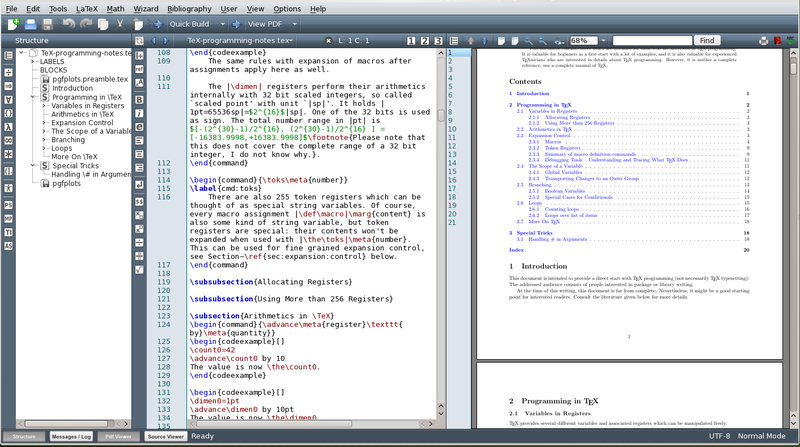 File Edit Tools LaTeX Math Wizard Bibliography User View Options Help
Quick Build View PDF
Structure TeX-programming-notes.tex L: 1 C: 1 1 2 3 68% Find
TeX-programming-notes.tex
LABELS
BLOCKS
pgfplots.preamble.tex
Introduction
Programming in \TeX
Variables in Registers
Arithmetics in \TeX
Expansion Control
The Scope of a Variable
Branching
Loops
More On \TeX
Special Tricks
Handling \# in Argumen
pgfplots
108 \end{codeexample}
109 The same rules with expansion of macros after
assignments apply here as well.
110
111 The |\dimen| registers perform their arithmetics
internally with 32 bit scaled integers, so called
`scaled point' with unit `|sp|'. It holds |
1pt=65536sp|=$2^{16}$|sp|. One of the 32 bits is used
as sign. The total number range in |pt| is
$[-(2^{30}-1)/2^{16}, (2^{30}-1)/2^{16} ] =
[-16383.9998,+16383.9998]$\footnote{Please note that
this does not cover the complete range of a 32 bit
integer, I do not know why.}.
112 \end{command}
113
114 \begin{command}{\toks\meta{number}}
115 \label{cmd:toks}
116 There are also 255 token registers which can be
thought of as special string variables. Of course,
every macro assignment |\def\macro|\marg{content} is
also some kind of string variable, but token
registers are special: their contents won't be
expanded when used with |\the\toks|\meta{number}.
This can be used for fine grained expansion control,
see Section~\ref{sec:expansion:control} below.
117 \end{command}
118
119 \subsubsection{Allocating Registers}
120
121 \subsubsection{Using More than 256 Registers}
122
123 \subsection{Arithmetics in \TeX}
124 \begin{command}{\advance\meta{register}\texttt{
by}\meta{quantity}}
125 \begin{codeexample}[]
126 \count0=42
127 \advance\count0 by 10
128 The value is now \the\count0.
129 \end{codeexample}
130
131 \begin{codeexample}[]
132 \dimen0=1pt
133 \advance\dimen0 by 10pt
134 The value is now \the\dimen0.
135
1
2
3
4
5
6
7
8
9
10
11
12
13
14
15
16
17
18
19
20
21
It is valuable for beginners as a first start with a lot of examples, and it is also valuable for experienced
TeXnicians who are interested in details about TeX programming. However, it is neither a complete
reference, nor a complete manual of TeX.
Contents
1 Introduction 1
2 Programming in TeX 2
2.1 Variables in Registers 2
2.1.1 Allocating Registers 2
2.1.2 Using More than 256 Registers
2.2 Arithmetics in TeX
2.3 Expansion Control
2.3.1 Macros
2.3.2 Token Registers
2.3.3 Summary of macro definition commands
2.3.4 Debugging Tools – Understanding and Tracing What TeX Does 11
2.4 The Scope of a Variable 11
2.4.1 Global Variables 12
2.4.2 Transporting Changes to an Outer Group 12
2.5 Branching
2.5.1 Boolean Variables
2.5.2 Special Cases for Conditionals
2.6 Loops
2.6.1 Counting loops 16
2.6.2 Loops over list of items 17
2.7 More On TeX 18
3 Special Tricks 18
3.1 Handling # in Arguments 18
Index 20
1 Introduction
This document is intended to provide a direct start with TeX programming (not necessarily TeX typesetting).
The addressed audience consists of people interested in package or library writing.
At the time of this writing, this document is far from complete. Nevertheless, it might be a good starting
point for interested readers. Consult the literature given below for more details.
1
2 Programming in TeX
2.1 Variables in Registers
TeX provides several different variables and associated registers which can be manipulated freely.
Structure Messages / Log Pdf Viewer Source Viewer Ready UTF-8 Normal Mode